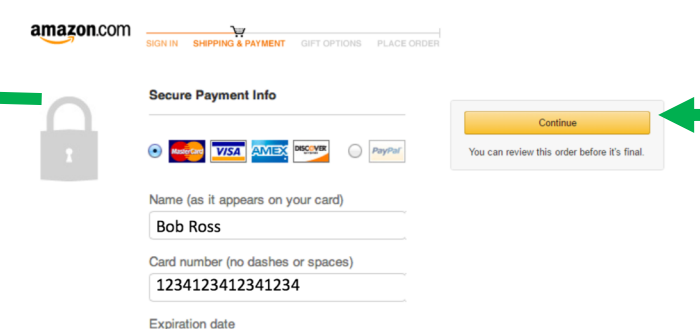 amazon.com
SIGN IN SHIPPING & PAYMENT GIFT OPTIONS PLACE ORDER
Secure Payment Info
MasterCard VISA AMEX DISCOVER PayPal
Continue
You can review this order before it's final.
Name (as it appears on your card)
Bob Ross
Card number (no dashes or spaces)
1234123412341234
Expiration date